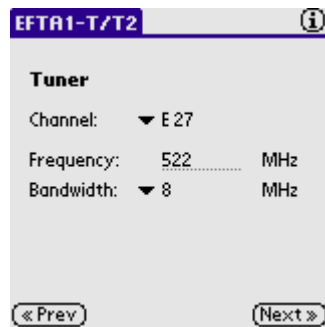 EFTA1-T/T2 i
Tuner
Channel: E 27
Frequency: 522 MHz
Bandwidth: 8 MHz
« Prev Next »